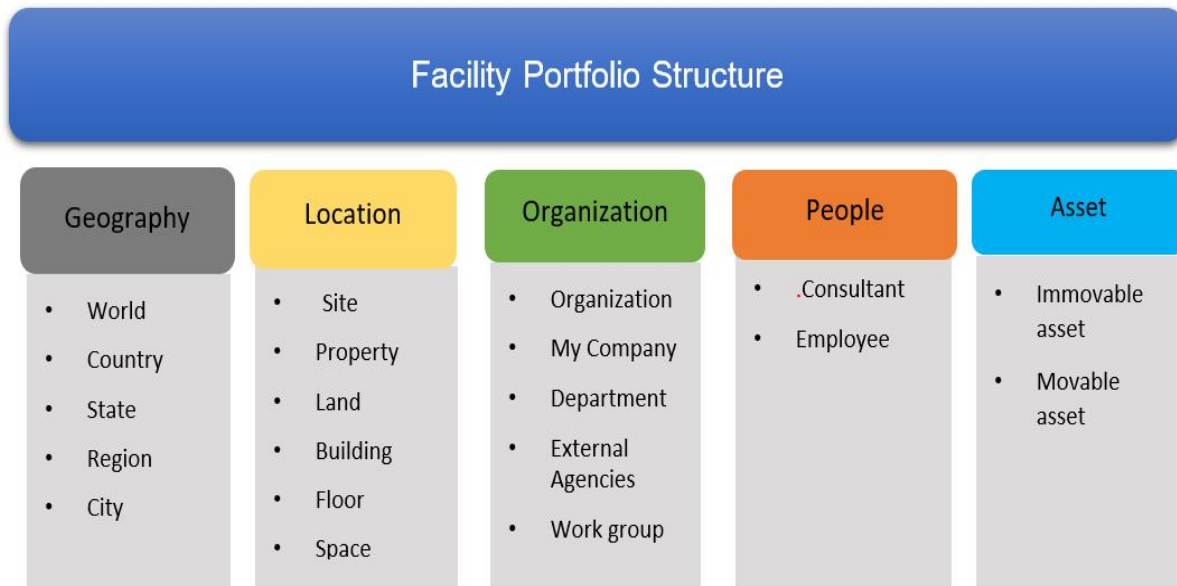 Facility Portfolio Structure
Geography
• World
• Country
• State
• Region
• City
Location
• Site
• Property
• Land
• Building
• Floor
• Space
Organization
• Organization
• My Company
• Department
• External
Agencies
• Work group
People
• .Consultant
• Employee
Asset
• Immovable
asset
• Movable
asset